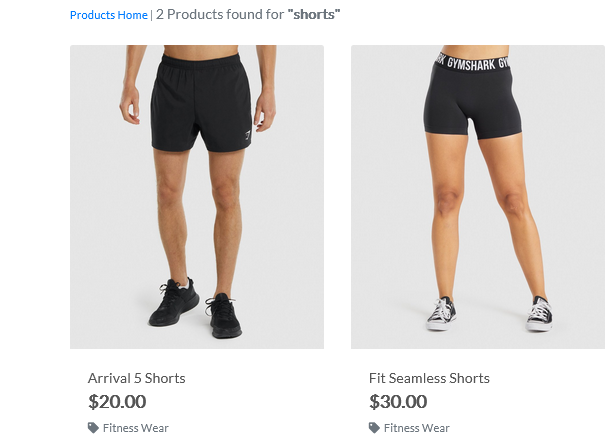 Products Home | 2 Products found for "shorts"
K GYMSHARK GYM
Arrival 5 Shorts
$20.00
Fitness Wear
Fit Seamless Shorts
$30.00
Fitness Wear